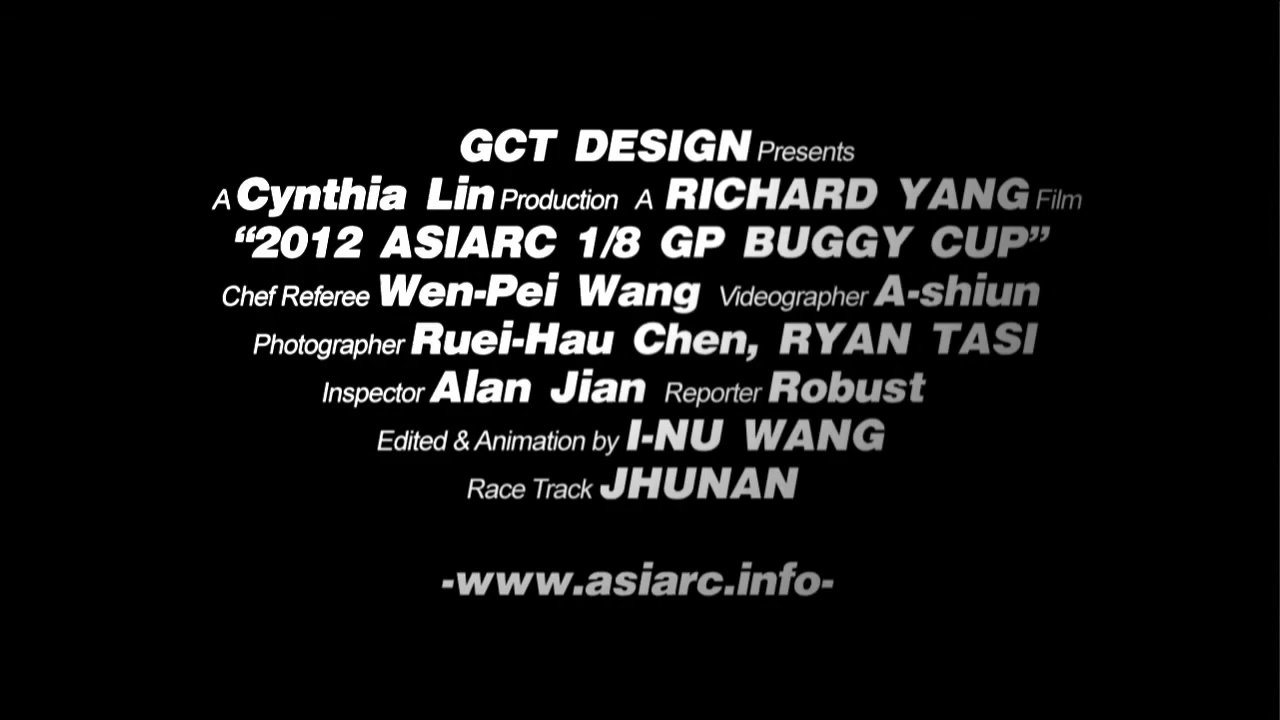 GCT DESIGN Presents
A Cynthia Lin Production A RICHARD YANG Film
“2012 ASIARC 1/8 GP BUGGY CUP”
Chef Referee Wen-Pei Wang Videographer A-shiun
Photographer Ruei-Hau Chen, RYAN TASI
Inspector Alan Jian Reporter Robust
Edited & Animation by I-NU WANG
Race Track JHUNAN
-www.asiarc.info-